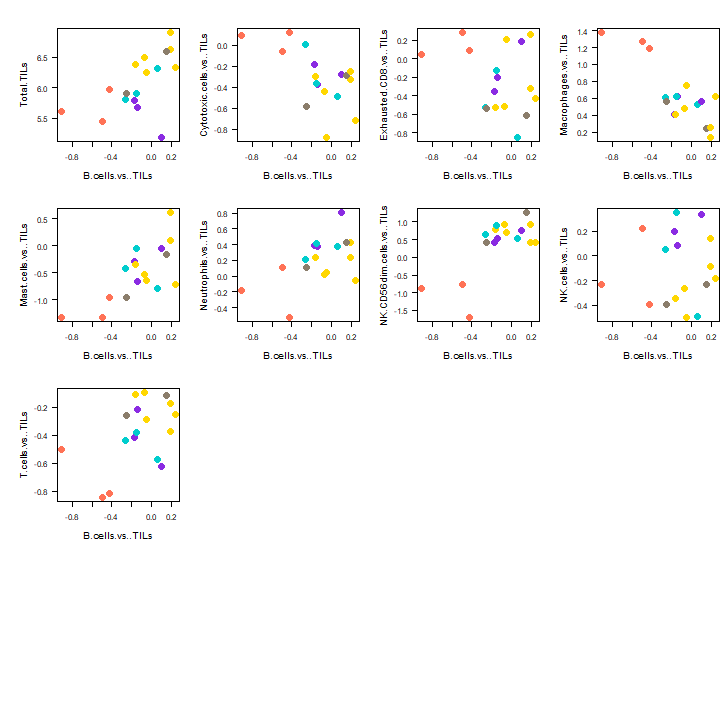 Total.TILs
6.5
6.0
5.5
-0.8 -0.4 0.0 0.2
B.cells.vs..TILs
Cytotoxic.cells.vs..TILs
0.0
-0.2
-0.4
-0.6
-0.8
-0.8 -0.4 0.0 0.2
B.cells.vs..TILs
Exhausted.CD8.vs..TILs
0.2
0.0
-0.2
-0.4
-0.6
-0.8
-0.8 -0.4 0.0 0.2
B.cells.vs..TILs
Macrophages.vs..TILs
1.4
1.2
1.0
0.8
0.6
0.4
0.2
-0.8 -0.4 0.0 0.2
B.cells.vs..TILs
Mast.cells.vs..TILs
0.5
0.0
-0.5
-1.0
-0.8 -0.4 0.0 0.2
B.cells.vs..TILs
Neutrophils.vs..TILs
0.8
0.6
0.4
0.2
0.0
-0.2
-0.4
-0.8 -0.4 0.0 0.2
B.cells.vs..TILs
NK.CD56dim.cells.vs..TILs
1.0
0.5
0.0
-0.5
-1.0
-1.5
-0.8 -0.4 0.0 0.2
B.cells.vs..TILs
NK.cells.vs..TILs
0.2
0.0
-0.2
-0.4
-0.8 -0.4 0.0 0.2
B.cells.vs..TILs
T.cells.vs..TILs
-0.2
-0.4
-0.6
-0.8
-0.8 -0.4 0.0 0.2
B.cells.vs..TILs